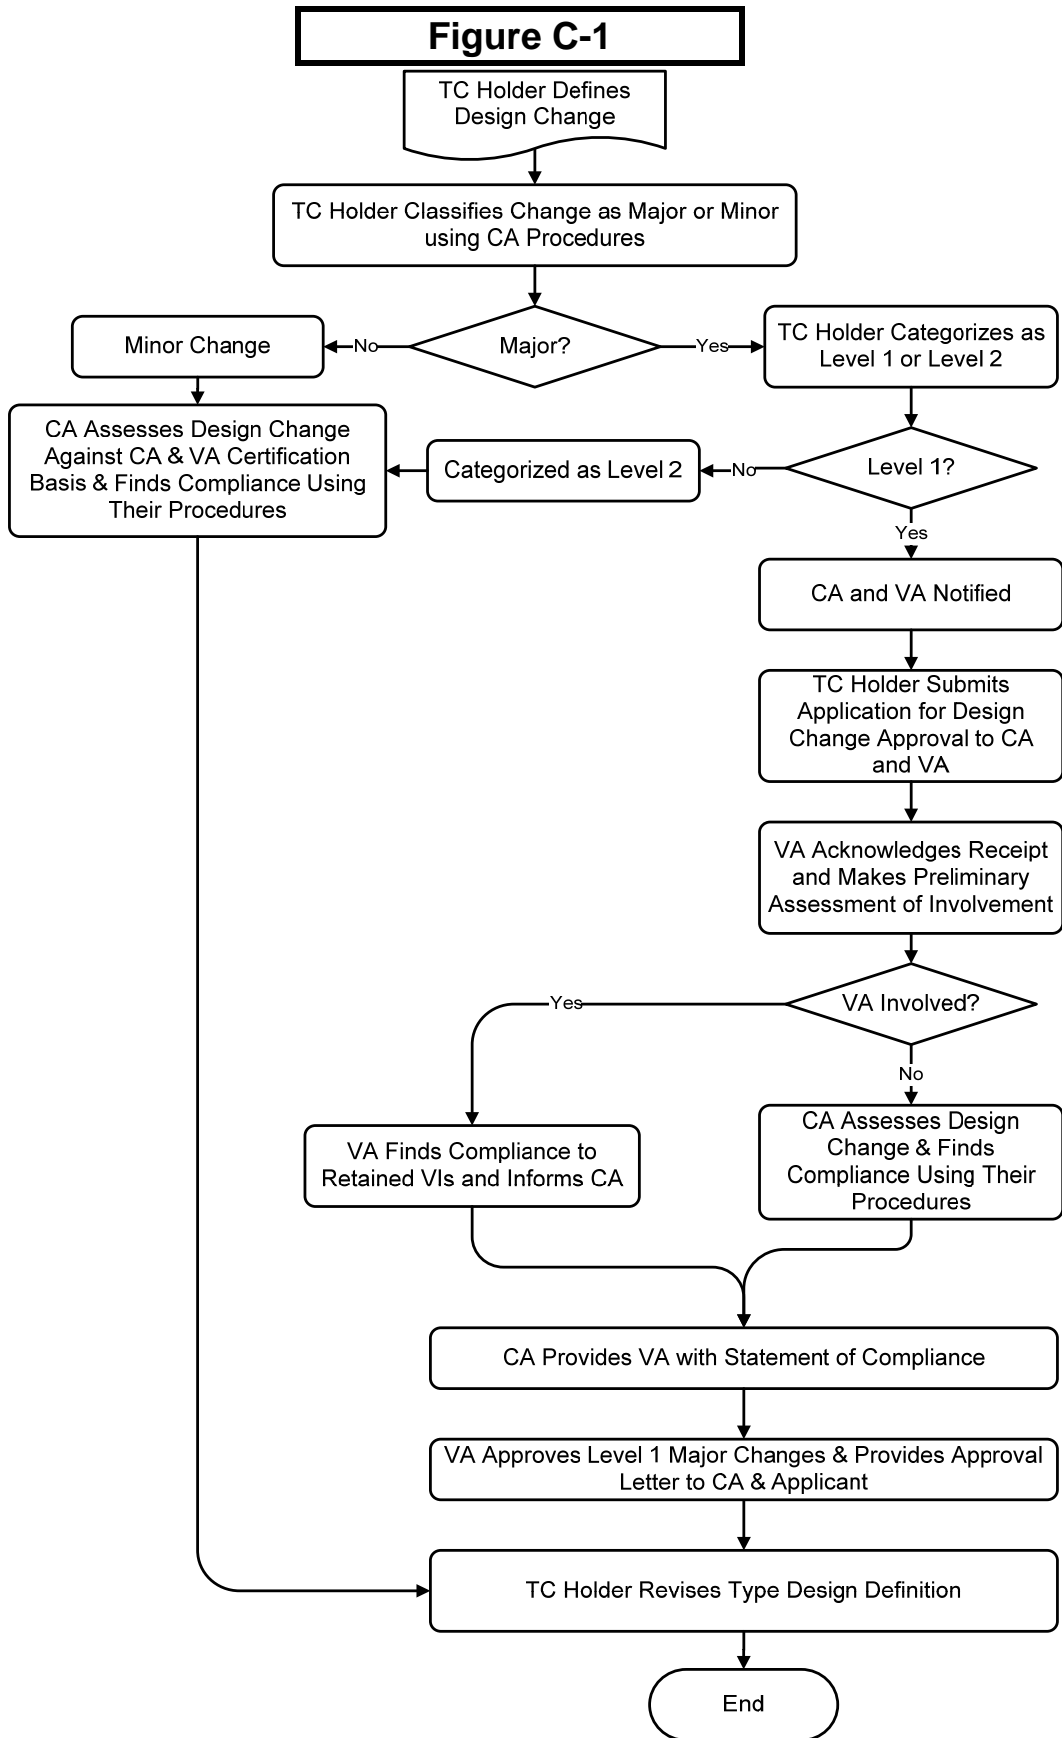 Figure C-1
TC Holder Defines
Design Change
TC Holder Classifies Change as Major or Minor
using CA Procedures
Minor Change
No
Major?
Yes
TC Holder Categorizes as
Level 1 or Level 2
CA Assesses Design Change
Against CA & VA Certification
Basis & Finds Compliance Using
Their Procedures
Categorized as Level 2
No
Level 1?
Yes
CA and VA Notified
TC Holder Submits
Application for Design
Change Approval to CA
and VA
VA Acknowledges Receipt
and Makes Preliminary
Assessment of Involvement
Yes
VA Involved?
No
VA Finds Compliance to
Retained VIs and Informs CA
CA Assesses Design
Change & Finds
Compliance Using Their
Procedures
CA Provides VA with Statement of Compliance
VA Approves Level 1 Major Changes & Provides Approval
Letter to CA & Applicant
TC Holder Revises Type Design Definition
End